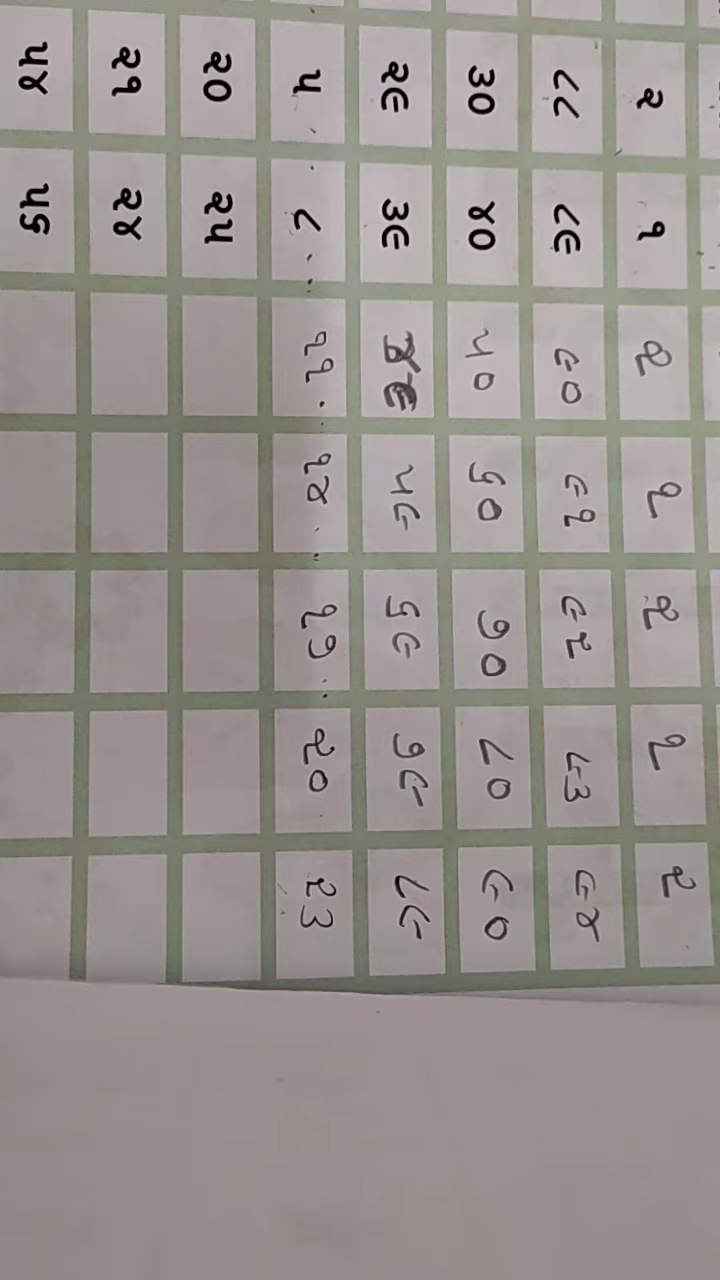 ૨ ૧ ૨ ૧ ૨ ૧ ૨
૮૮ ૮૯ ૯૦ ૯૧ ૯૨ ૯૩ ૯૪
૩૦ ૪૦ ૫૦ ૬૦ ૭૦ ૮૦ ૯૦
૨૯ ૩૯ ૪૯ ૫૯ ૬૯ ૭૯ ૮૯
૫ ૮ ૧૧ ૧૪ ૧૭ ૨૦ ૨૩
૨૦ ૨૫
૨૧ ૨૪
૫૪ ૫૬